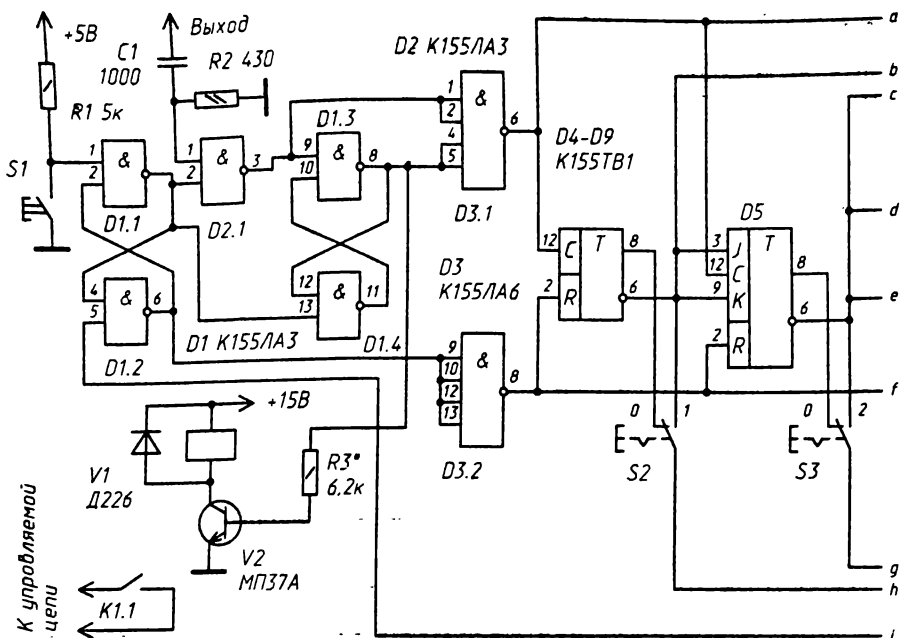 +5В
R1 5к
S1
C1
1000
Выход
R2 430
1
2
&
D1.1
1
2
&
3
D2.1
D1.3
9
10
&
8
4
5
&
6
D1.2
D1 К155ЛА3
12
13
&
11
D1.4
D2 К155ЛА3
1
2
4
5
&
6
D3.1
D3
К155ЛА6
9
10
12
13
&
8
D3.2
D4-D9
К155ТВ1
12
C
T
8
2
R
6
D5
3
J
T
12
C
9
K
8
6
2
R
0
1
S2
0
2
S3
+15В
V1
Д226
R3*
6,2к
V2
МП37А
К упровляемой
цепи
К1.1
a
b
c
d
e
f
g
h
i